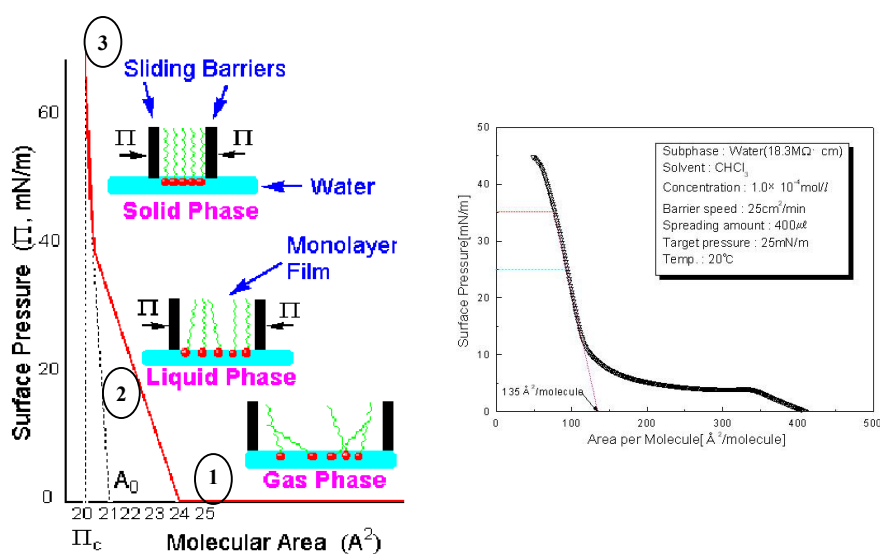 3
Sliding Barriers
60
Π
Π
Water
Solid Phase
Surface Pressure (Π, mN/m)
40
Monolayer
Film
Π
Π
20
Liquid Phase
2
A0
1
Gas Phase
0
20 21 22 23 24 25
Πc
Molecular Area (A²)
50
40
30
20
10
0
Surface Pressure[mN/m]
Subphase : Water(18.3MΩ· cm)
Solvent : CHCl₃
Concentration : 1.0× 10⁻⁴mol/l
Barrier speed : 25cm²/min
Spreading amount : 400㎕
Target pressure : 25mN/m
Temp. : 20℃
135 Å²/molecule
0 100 200 300 400 500
Area per Molecule[Å²/molecule]